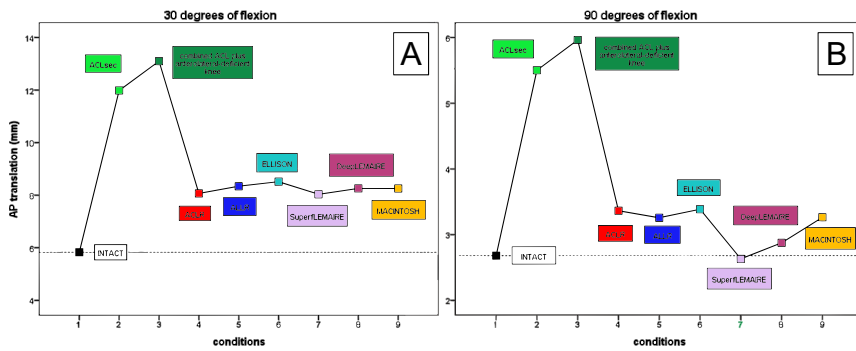 30 degrees of flexion
A
AP translation (mm)
14
12
10
8
6
4
ACLsec
combined ACL plus
anterolateral deficient
knee
ELLISON
Deep LEMAIRE
SuperfLEMAIRE
MACINTOSH
INTACT
1 2 3 4 5 6 7 8 9
conditions
90 degrees of flexion
B
6
5
4
3
2
ACLsec
combined ACL plus
anterolateral deficient
knee
ELLISON
Deep LEMAIRE
MACINTOSH
SuperfLEMAIRE
INTACT
1 2 3 4 5 6 7 8 9
conditions